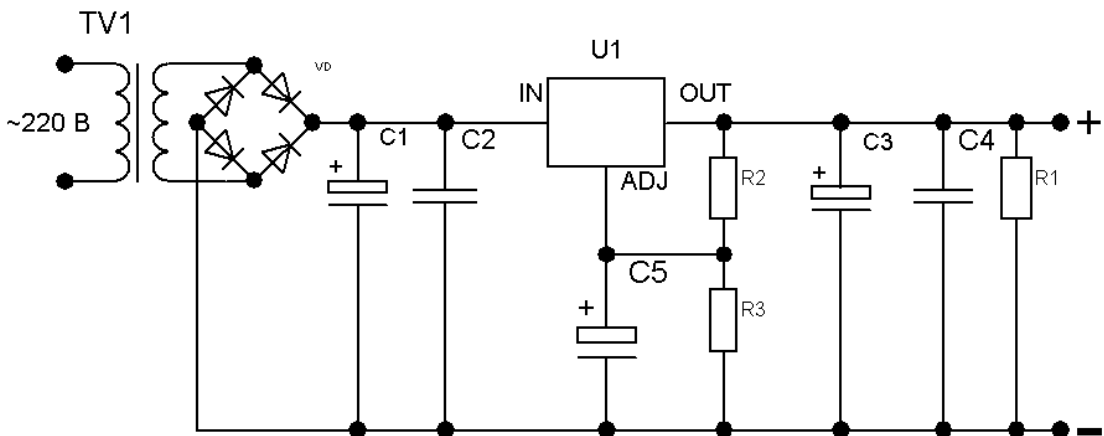 TV1
VD
U1
~220 В
IN
OUT
+
C1
C2
ADJ
C3
C4
R1
R2
+
+
C5
R3
+
−